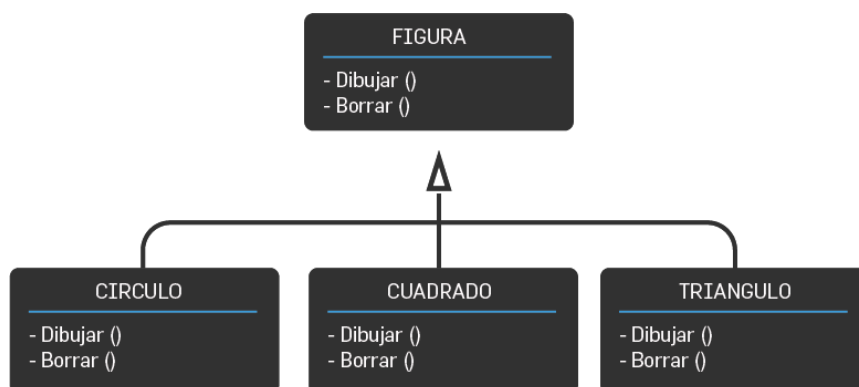 FIGURA
- Dibujar ()
- Borrar ()
CIRCULO
- Dibujar ()
- Borrar ()
CUADRADO
- Dibujar ()
- Borrar ()
TRIANGULO
- Dibujar ()
- Borrar ()